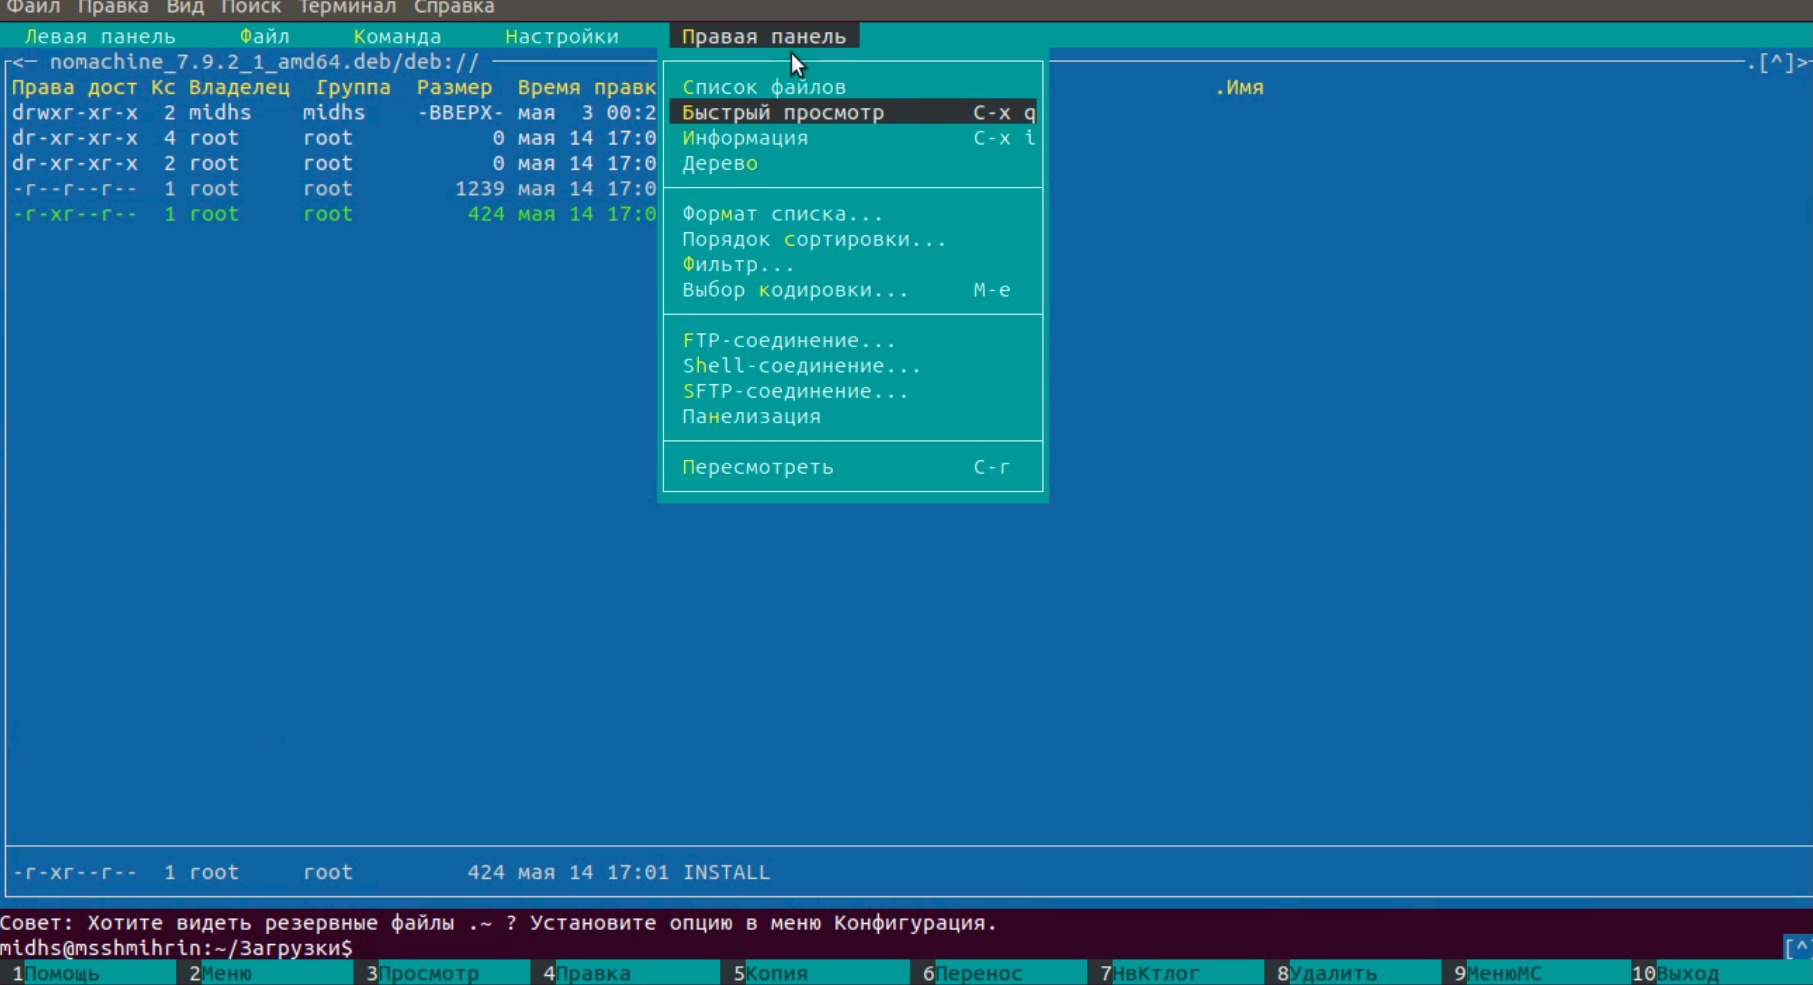 Файл Правка Вид Поиск Терминал Справка
Левая панель Файл Команда Настройки Правая панель
<─ nomachine_7.9.2_1_amd64.deb/deb:// .[^]>
Права дост Кс Владелец Группа Размер Время правк .Имя
drwxr-xr-x 2 midhs midhs -ВВЕРХ- мая 3 00:2
dr-xr-xr-x 4 root root 0 мая 14 17:0
dr-xr-xr-x 2 root root 0 мая 14 17:0
-r--r--r-- 1 root root 1239 мая 14 17:0
-r-xr--r-- 1 root root 424 мая 14 17:0
Список файлов
Быстрый просмотр C-x q
Информация C-x i
Дерево
Формат списка...
Порядок сортировки...
Фильтр...
Выбор кодировки... M-e
FTP-соединение...
Shell-соединение...
SFTP-соединение...
Панелизация
Пересмотреть C-r
-r-xr--r-- 1 root root 424 мая 14 17:01 INSTALL
Совет: Хотите видеть резервные файлы .~ ? Установите опцию в меню Конфигурация.
midhs@msshmihrin:~/Загрузки$ [^]
1Помощь 2Меню 3Просмотр 4Правка 5Копия 6Перенос 7НвКтлог 8Удалить 9МенюMC 10Выход